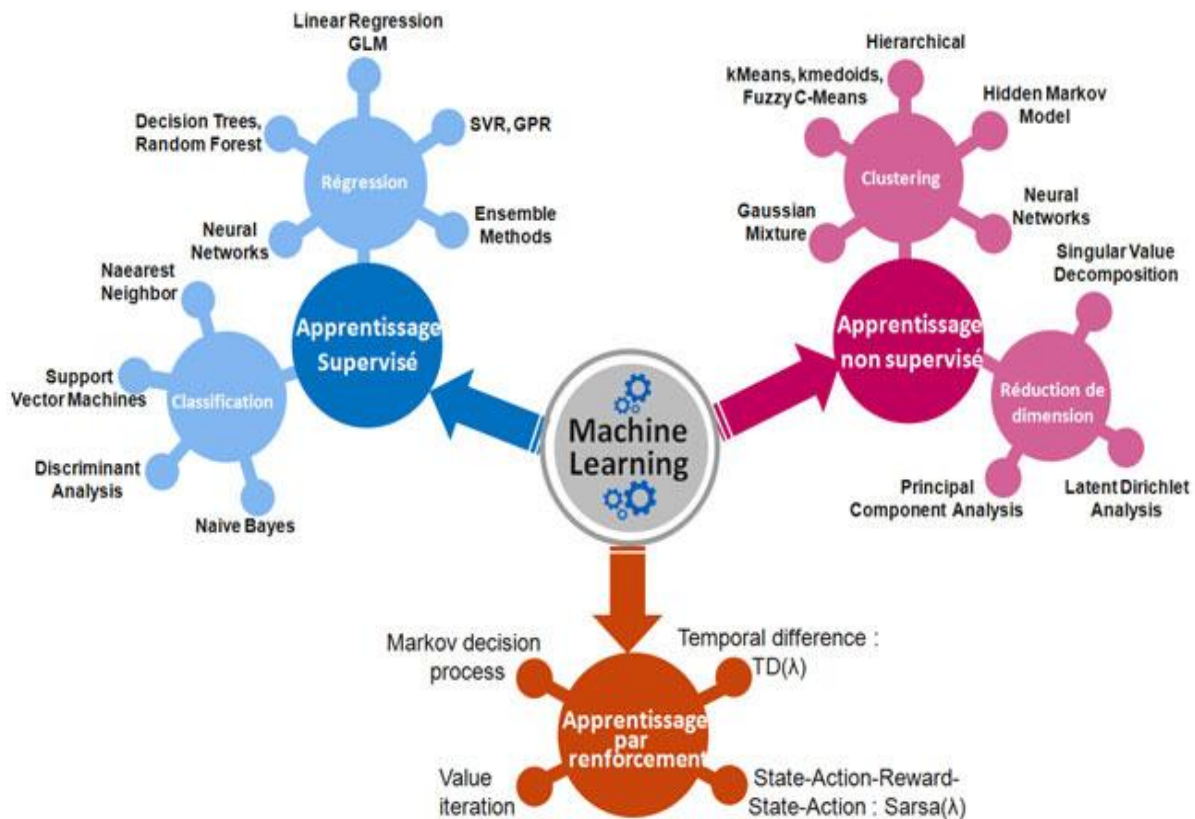 Linear Regression
GLM
Decision Trees,
Random Forest
SVR, GPR
Régression
Neural
Networks
Ensemble
Methods
Naearest
Neighbor
Support
Vector Machines
Classification
Discriminant
Analysis
Naive Bayes
Apprentissage
Supervisé
Machine
Learning
Hierarchical
kMeans, kmedoids,
Fuzzy C-Means
Hidden Markov
Model
Clustering
Gaussian
Mixture
Neural
Networks
Apprentissage
non supervisé
Singular Value
Decomposition
Réduction de
dimension
Principal
Component Analysis
Latent Dirichlet
Analysis
Markov decision
process
Temporal difference :
TD(λ)
Apprentissage
par
renforcement
Value
iteration
State-Action-Reward-
State-Action : Sarsa(λ)